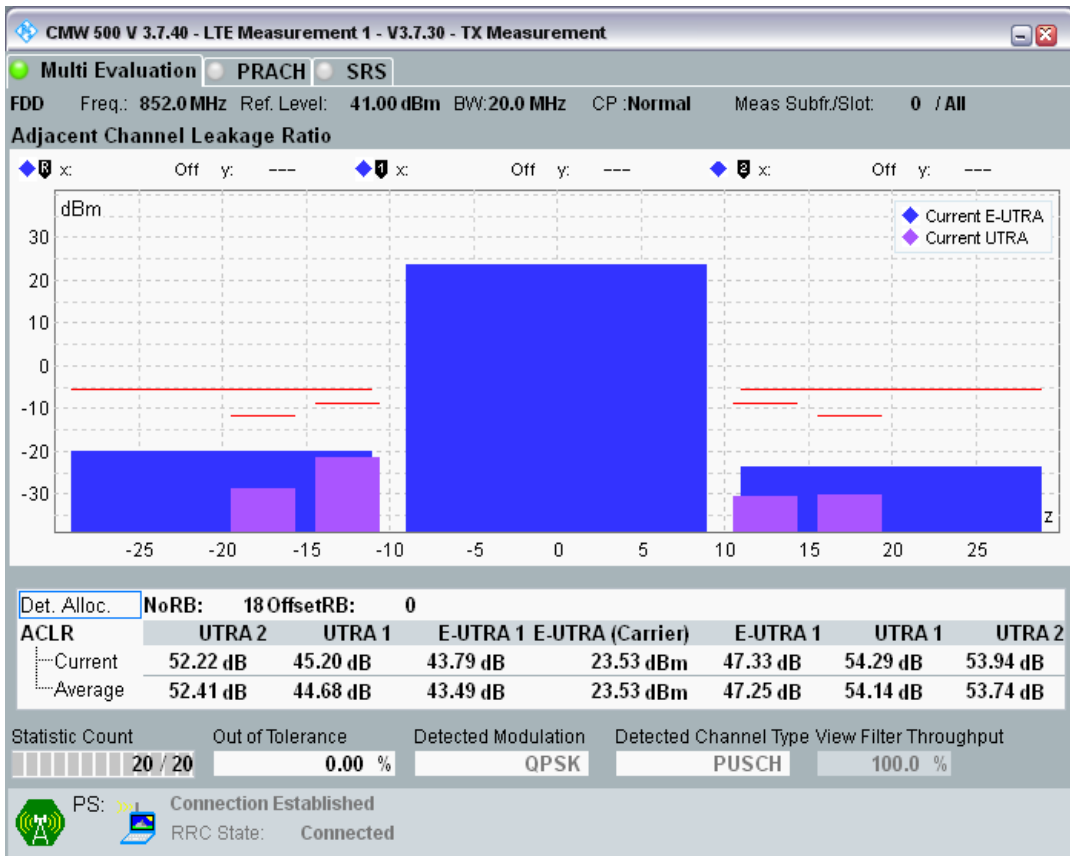 CMW 500 V 3.7.40 - LTE Measurement 1 - V3.7.30 - TX Measurement
Multi Evaluation PRACH SRS
FDD Freq.: 852.0 MHz Ref. Level: 41.00 dBm BW:20.0 MHz CP :Normal Meas Subfr./Slot: 0 / All
Adjacent Channel Leakage Ratio
R x: Off y: --- 1 x: Off y: --- 2 x: Off y: ---
dBm
Current E-UTRA
Current UTRA
30
20
10
0
-10
-20
-30
z
-25 -20 -15 -10 -5 0 5 10 15 20 25
Det. Alloc. NoRB: 18 OffsetRB: 0
ACLR UTRA 2 UTRA 1 E-UTRA 1 E-UTRA (Carrier) E-UTRA 1 UTRA 1 UTRA 2
Current 52.22 dB 45.20 dB 43.79 dB 23.53 dBm 47.33 dB 54.29 dB 53.94 dB
Average 52.41 dB 44.68 dB 43.49 dB 23.53 dBm 47.25 dB 54.14 dB 53.74 dB
Statistic Count Out of Tolerance Detected Modulation Detected Channel Type View Filter Throughput
20 / 20 0.00 % QPSK PUSCH 100.0 %
PS: Connection Established
RRC State: Connected